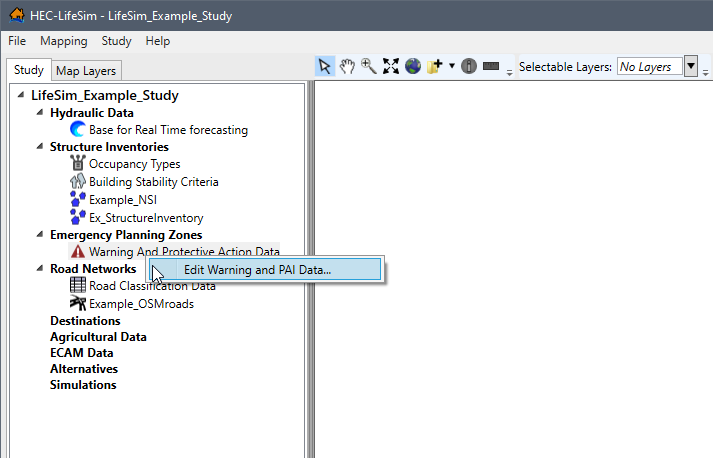 HEC-LifeSim - LifeSim_Example_Study
File Mapping Study Help
Study Map Layers Selectable Layers: No Layers
LifeSim_Example_Study
Hydraulic Data
Base for Real Time forecasting
Structure Inventories
Occupancy Types
Building Stability Criteria
Example_NSI
Ex_StructureInventory
Emergency Planning Zones
Warning And Protective Action Data
Road Networks Edit Warning and PAI Data...
Road Classification Data
Example_OSMroads
Destinations
Agricultural Data
ECAM Data
Alternatives
Simulations